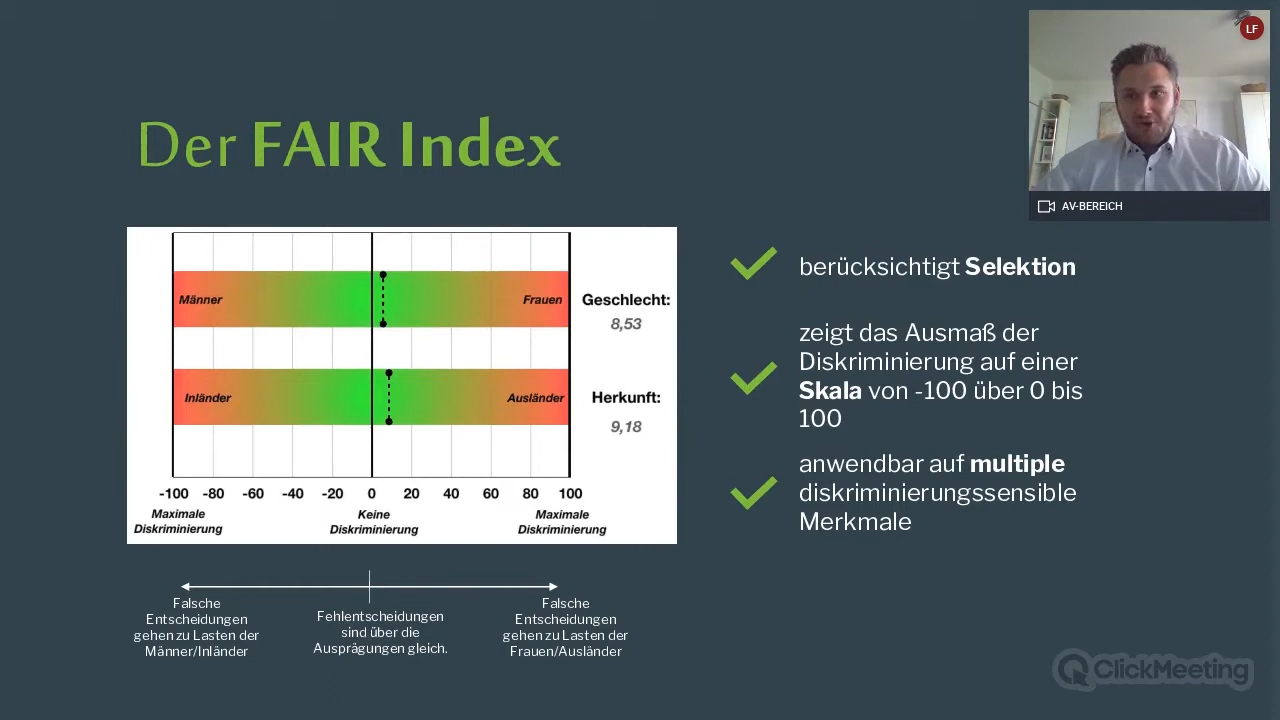 LF
AV-BEREICH
Der FAIR Index
Männer
Frauen
Geschlecht:
8,53
Inländer
Ausländer
Herkunft:
9,18
-100 -80 -60 -40 -20 0 20 40 60 80 100
Maximale
Diskriminierung
Keine
Diskriminierung
Maximale
Diskriminierung
Falsche
Entscheidungen
gehen zu Lasten der
Männer/Inländer
Fehlentscheidungen
sind über die
Ausprägungen gleich.
Falsche
Entscheidungen
gehen zu Lasten der
Frauen/Ausländer
berücksichtigt Selektion
zeigt das Ausmaß der
Diskriminierung auf einer
Skala von -100 über 0 bis
100
anwendbar auf multiple
diskriminierungssensible
Merkmale
ClickMeeting